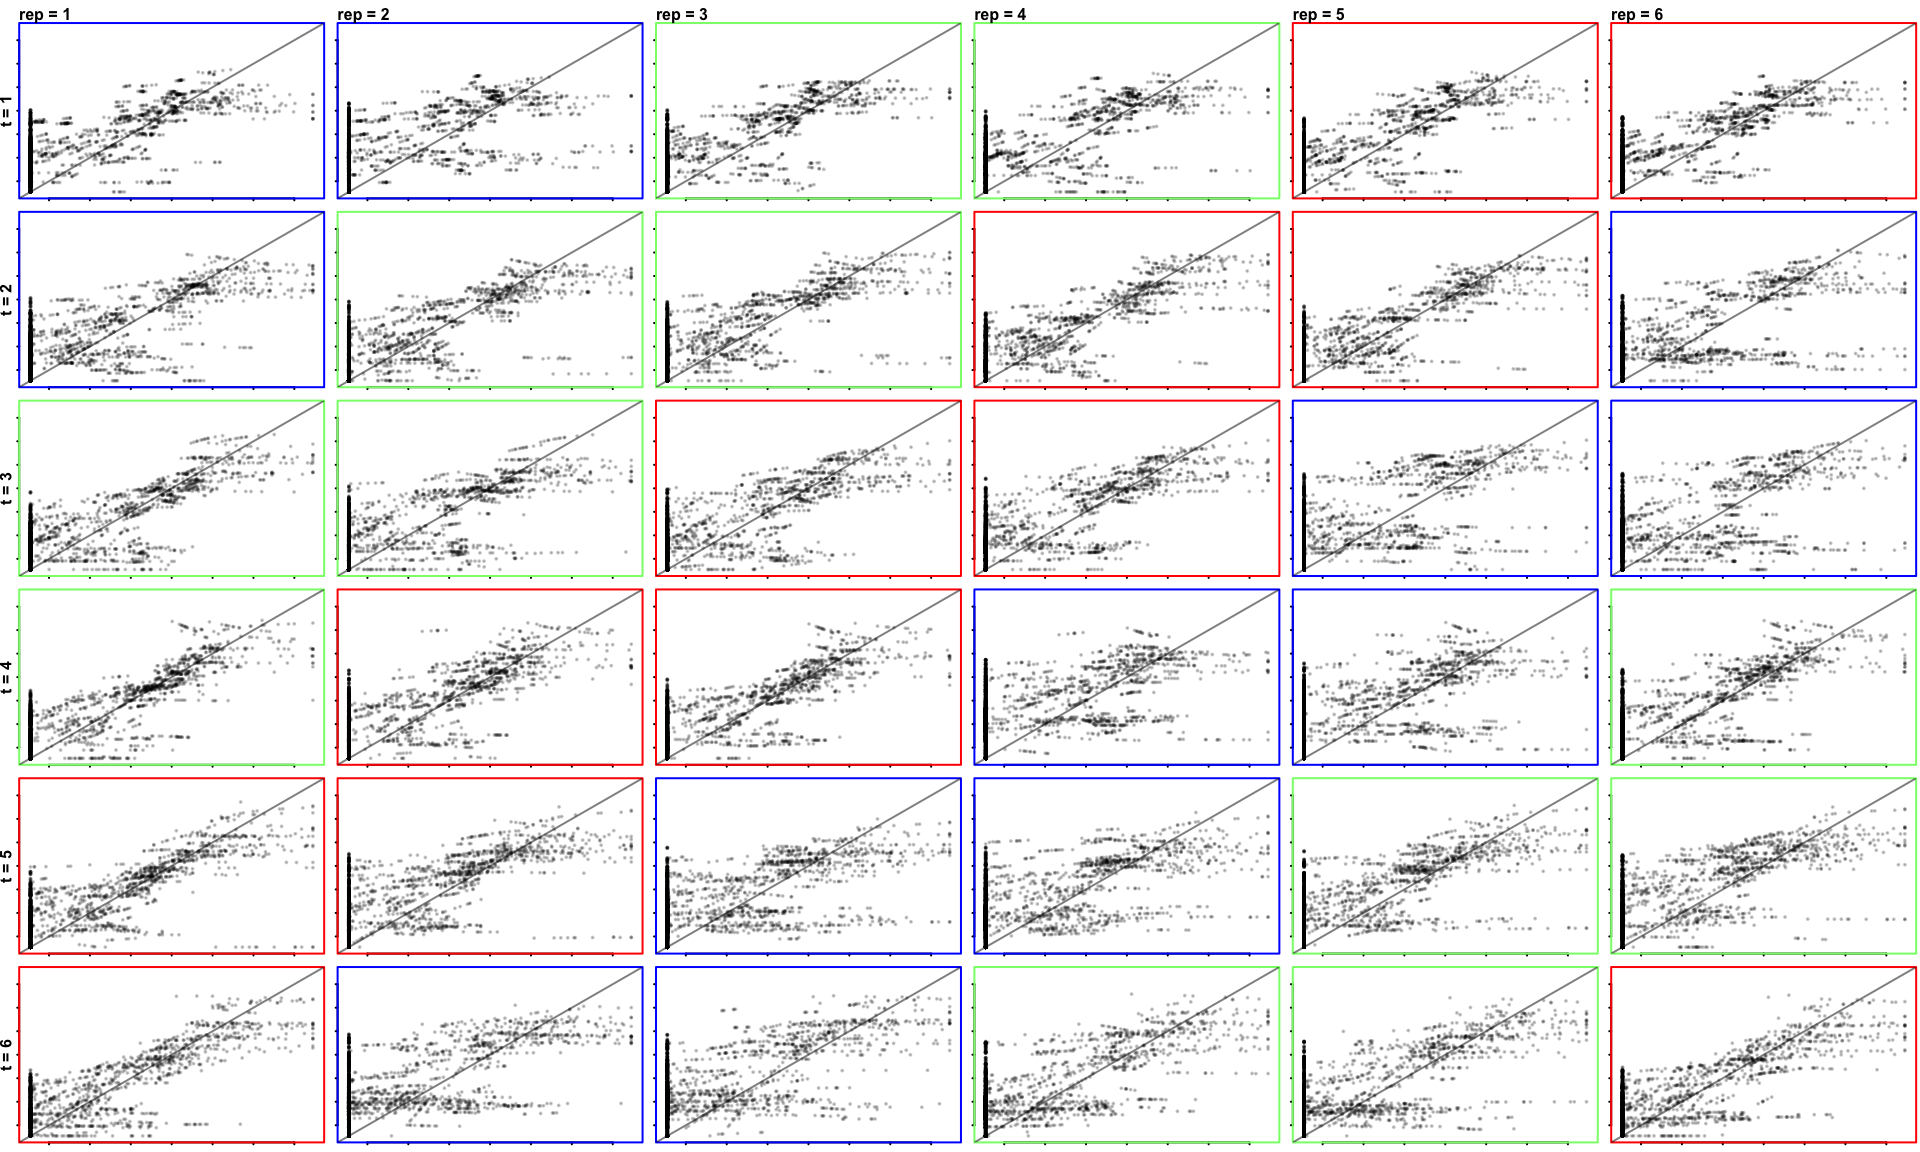 rep = 1
rep = 2
rep = 3
rep = 4
rep = 5
rep = 6
t = 1
t = 2
t = 3
t = 4
t = 5
t = 6